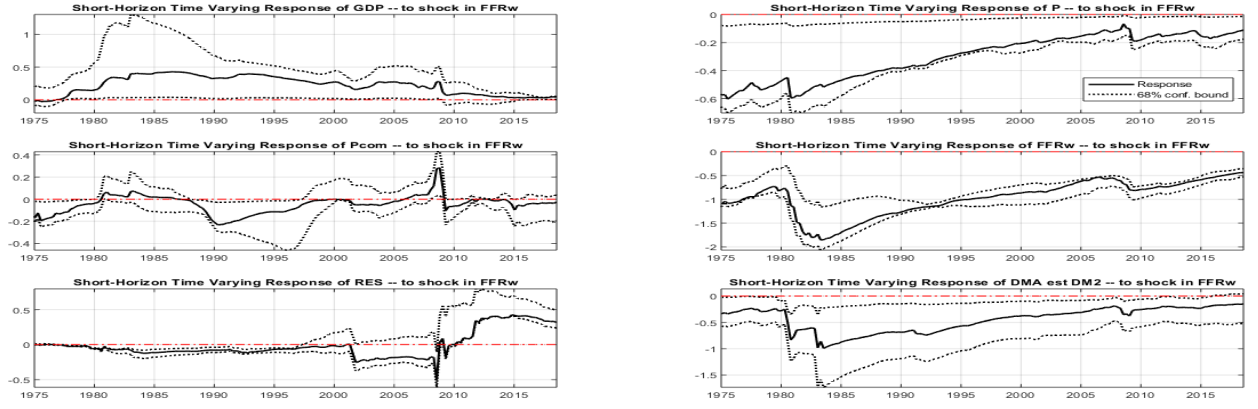 Short-Horizon Time Varying Response of GDP -- to shock in FFRw
1
0.5
0
1975 1980 1985 1990 1995 2000 2005 2010 2015
Short-Horizon Time Varying Response of P -- to shock in FFRw
0
-0.2
-0.4
-0.6
Response
68% conf. bound
1975 1980 1985 1990 1995 2000 2005 2010 2015
Short-Horizon Time Varying Response of Pcom -- to shock in FFRw
0.4
0.2
0
-0.2
-0.4
1975 1980 1985 1990 1995 2000 2005 2010 2015
Short-Horizon Time Varying Response of FFRw -- to shock in FFRw
0
-0.5
-1
-1.5
-2
1975 1980 1985 1990 1995 2000 2005 2010 2015
Short-Horizon Time Varying Response of RES -- to shock in FFRw
0.5
0
-0.5
1975 1980 1985 1990 1995 2000 2005 2010 2015
Short-Horizon Time Varying Response of DMA est DM2 -- to shock in FFRw
0
-0.5
-1
-1.5
1975 1980 1985 1990 1995 2000 2005 2010 2015